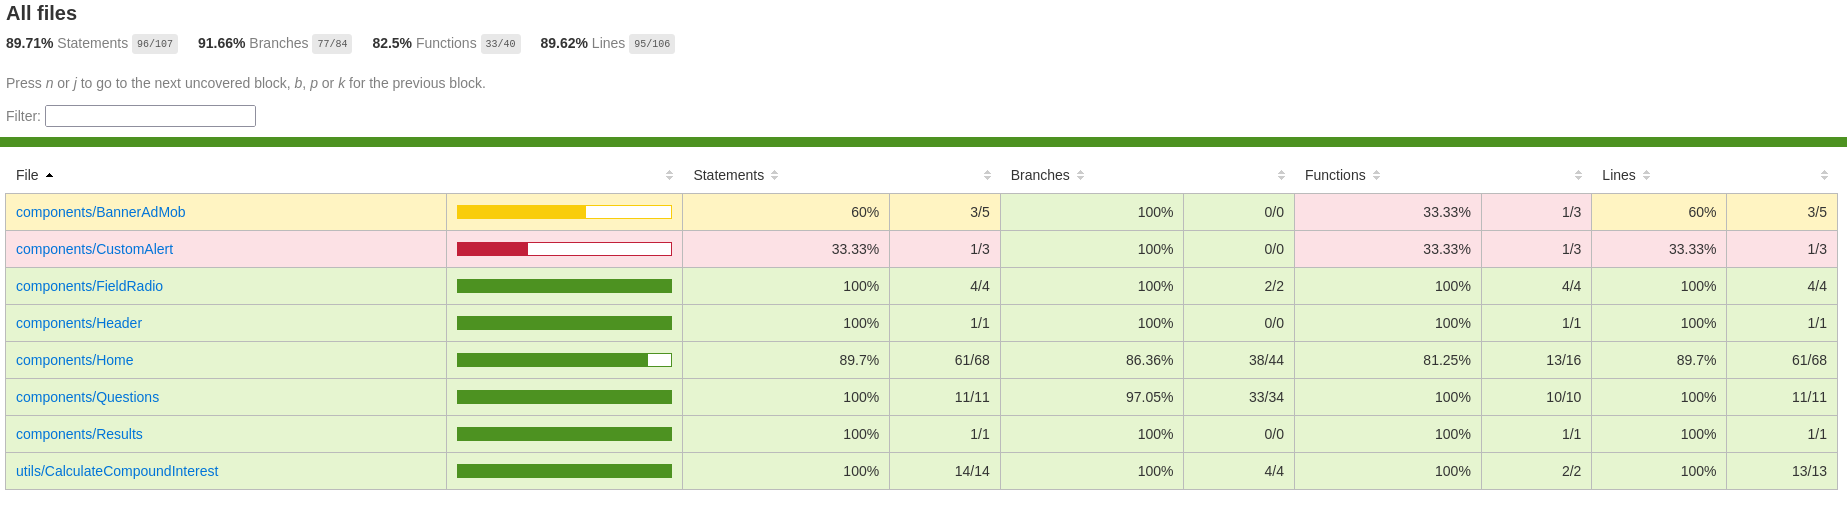 All files
89.71% Statements 96/107 91.66% Branches 77/84 82.5% Functions 33/40 89.62% Lines 95/106
Press n or j to go to the next uncovered block, b, p or k for the previous block.
Filter:
File Statements Branches Functions Lines
components/BannerAdMob 60% 3/5 100% 0/0 33.33% 1/3 60% 3/5
components/CustomAlert 33.33% 1/3 100% 0/0 33.33% 1/3 33.33% 1/3
components/FieldRadio 100% 4/4 100% 2/2 100% 4/4 100% 4/4
components/Header 100% 1/1 100% 0/0 100% 1/1 100% 1/1
components/Home 89.7% 61/68 86.36% 38/44 81.25% 13/16 89.7% 61/68
components/Questions 100% 11/11 97.05% 33/34 100% 10/10 100% 11/11
components/Results 100% 1/1 100% 0/0 100% 1/1 100% 1/1
utils/CalculateCompoundInterest 100% 14/14 100% 4/4 100% 2/2 100% 13/13